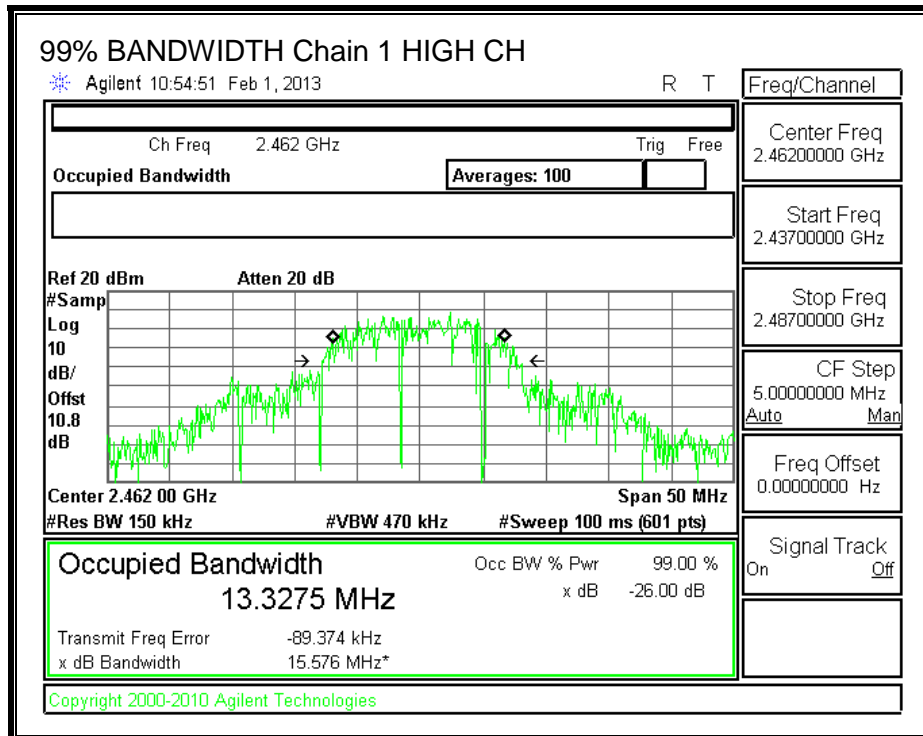 99% BANDWIDTH Chain 1 HIGH CH
Agilent 10:54:51 Feb 1, 2013 R T
Freq/Channel
Ch Freq 2.462 GHz Trig Free
Occupied Bandwidth Averages: 100
Center Freq
2.46200000 GHz
Start Freq
2.43700000 GHz
Stop Freq
2.48700000 GHz
CF Step
5.00000000 MHz
Auto Man
Freq Offset
0.00000000 Hz
Signal Track
On Off
Ref 20 dBm Atten 20 dB
#Samp
Log
10
dB/
Offst
10.8
dB
Center 2.462 00 GHz Span 50 MHz
#Res BW 150 kHz #VBW 470 kHz #Sweep 100 ms (601 pts)
Occupied Bandwidth Occ BW % Pwr 99.00 %
13.3275 MHz x dB -26.00 dB
Transmit Freq Error -89.374 kHz
x dB Bandwidth 15.576 MHz*
Copyright 2000-2010 Agilent Technologies